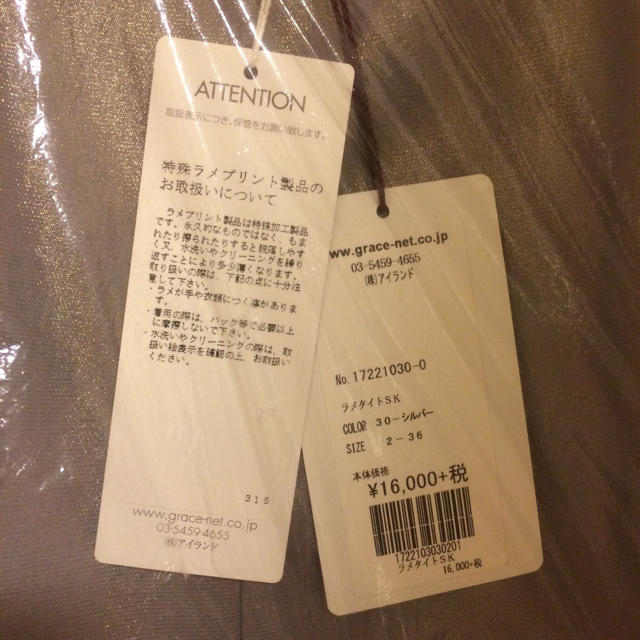 ATTENTION
取扱表示につき、保管をお願い致します。
特殊ラメプリント製品の
お取扱いについて
ラメプリント製品は特殊加工製品
です。永久的なものではなく、もま
れたり擦られたりすると脱落しやす
く又、水洗いやクリーニングを繰り
返すことにより多少薄くなります。
取り扱いの際は、下記の点に十分注
意して下さい。
・ラメが手や衣類につく事がありま
す。
・着用の際は、バック等で必要以上
に摩擦しないで下さい。
・水洗いやクリーニングの際は、取
扱い絵表示を確認の上、お取扱い
ください。
315
www.grace-net.co.jp
03-5459-4655
(株)アイランド
ww.grace-net.co.jp
03-5459-4655
(株)アイランド
No.17221030-0
ラメタイトSK
COLOR 30-シルバー
SIZE 2-36
本体価格
¥16,000+税
1722103030201
ラメタイトSK
16,000+税